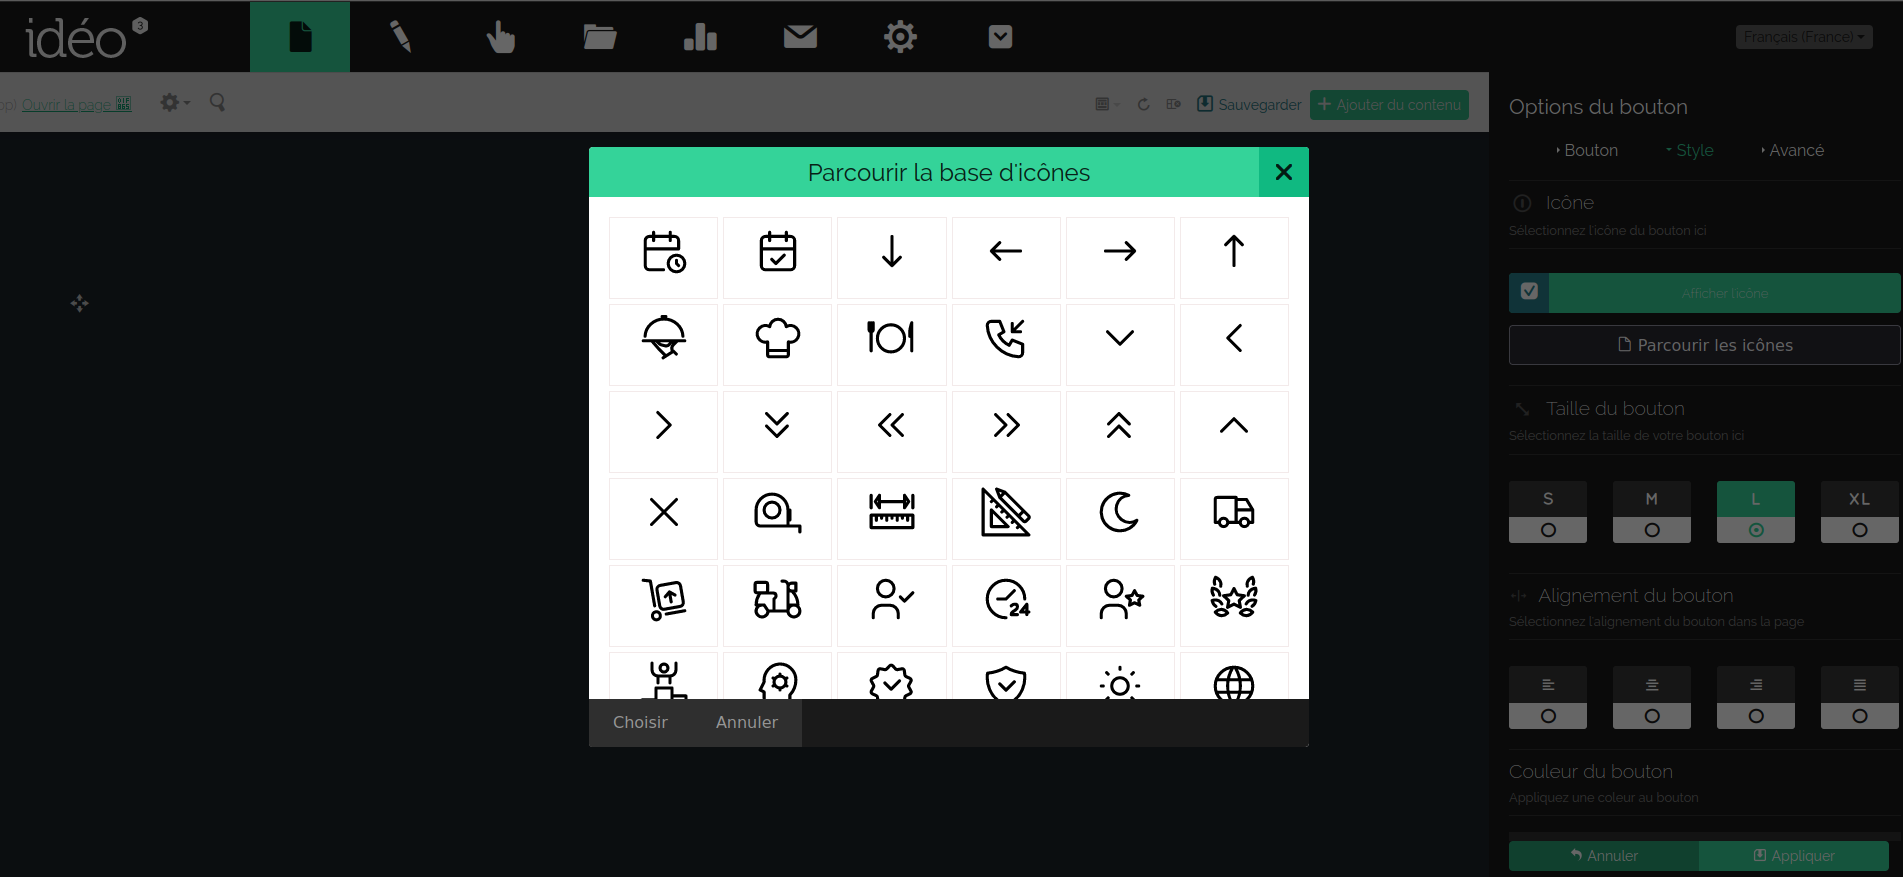 idéo 3
Français (France)
Ouvrir la page
Sauvegarder
Ajouter du contenu
Options du bouton
Bouton
Style
Avancé
Icône
Sélectionnez l'icône du bouton ici
Afficher l'icône
Parcourir les icônes
Taille du bouton
Sélectionnez la taille de votre bouton ici
S
M
L
XL
Alignement du bouton
Sélectionnez l'alignement du bouton dans la page
Couleur du bouton
Appliquez une coleur au bouton
Annuler
Appliquer
Parcourir la base d'icônes
24
Choisir
Annuler